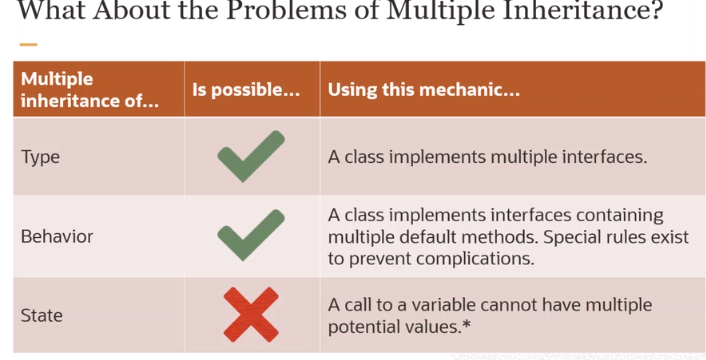 What About the Problems of Multiple Inheritance?
Multiple
inheritance of...
Is possible...
Using this mechanic...
Type
A class implements multiple interfaces.
Behavior
A class implements interfaces containing
multiple default methods. Special rules exist
to prevent complications.
State
A call to a variable cannot have multiple
potential values.*